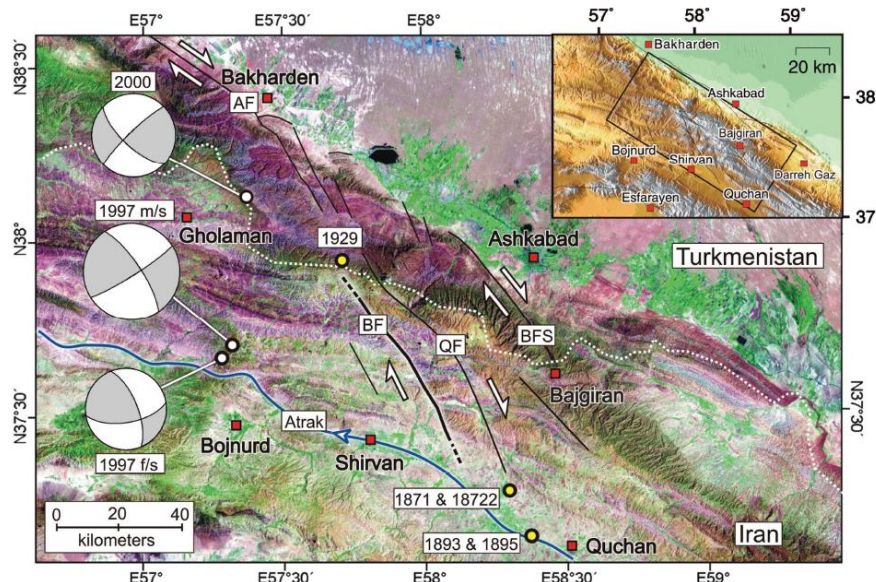 E57°
E57°30'
E58°
57°
58°
59°
N38°30'
2000
Bakharden
AF
Bakharden
20 km
38
Ashkabad
Bajgiran
Bojnurd
Shirvan
Darreh Gaz
Quchan
Esfarayen
37
1997 m/s
Gholaman
N38°
1929
Ashkabad
Turkmenistan
BF
QF
BFS
Bajgiran
N37°30'
N37°30'
Atrak
Bojnurd
Shirvan
1997 f/s
1871 & 18722
0 20 40
kilometers
1893 & 1895
Quchan
Iran
E57°
E57°30'
E58°
E58°30'
E59°